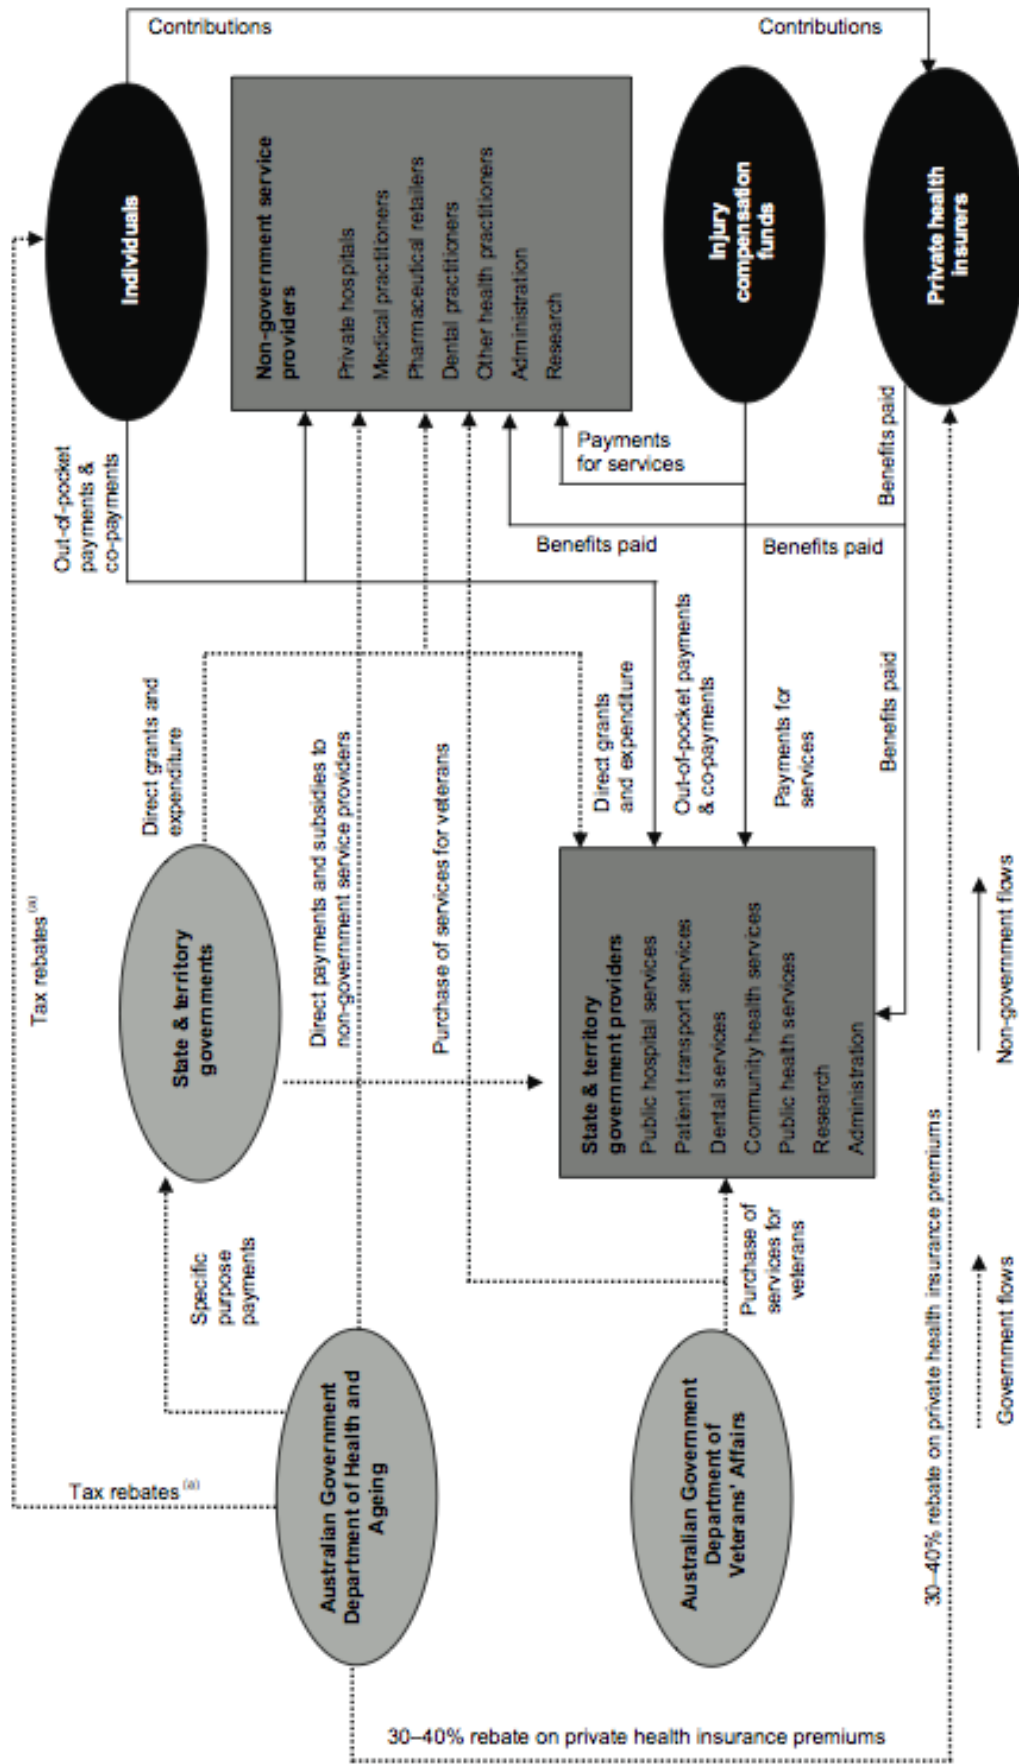 Tax rebates (a)
Tax rebates (a)
Contributions
Contributions
Individuals
Out-of-pocket
payments &
co-payments
Non-government service
providers
Private hospitals
Medical practitioners
Pharmaceutical retailers
Dental practitioners
Other health practitioners
Administration
Research
Injury
compensation
funds
Private health
insurers
Payments
for services
Benefits paid
Benefits paid
Benefits paid
Benefits paid
Direct grants and
expenditure
State & territory
governments
Specific
purpose
payments
Direct payments and subsidies to
non-government service providers
Purchase of services for veterans
Direct grants
and expenditure
Out-of-pocket payments
& co-payments
Payments for
services
State & territory
government providers
Public hospital services
Patient transport services
Dental services
Community health services
Public health services
Research
Administration
Australian Government
Department of Health and
Ageing
Purchase of
services for
veterans
Australian Government
Department of
Veterans' Affairs
30–40% rebate on private health insurance premiums
30–40% rebate on private health insurance premiums
Government flows
Non-government flows